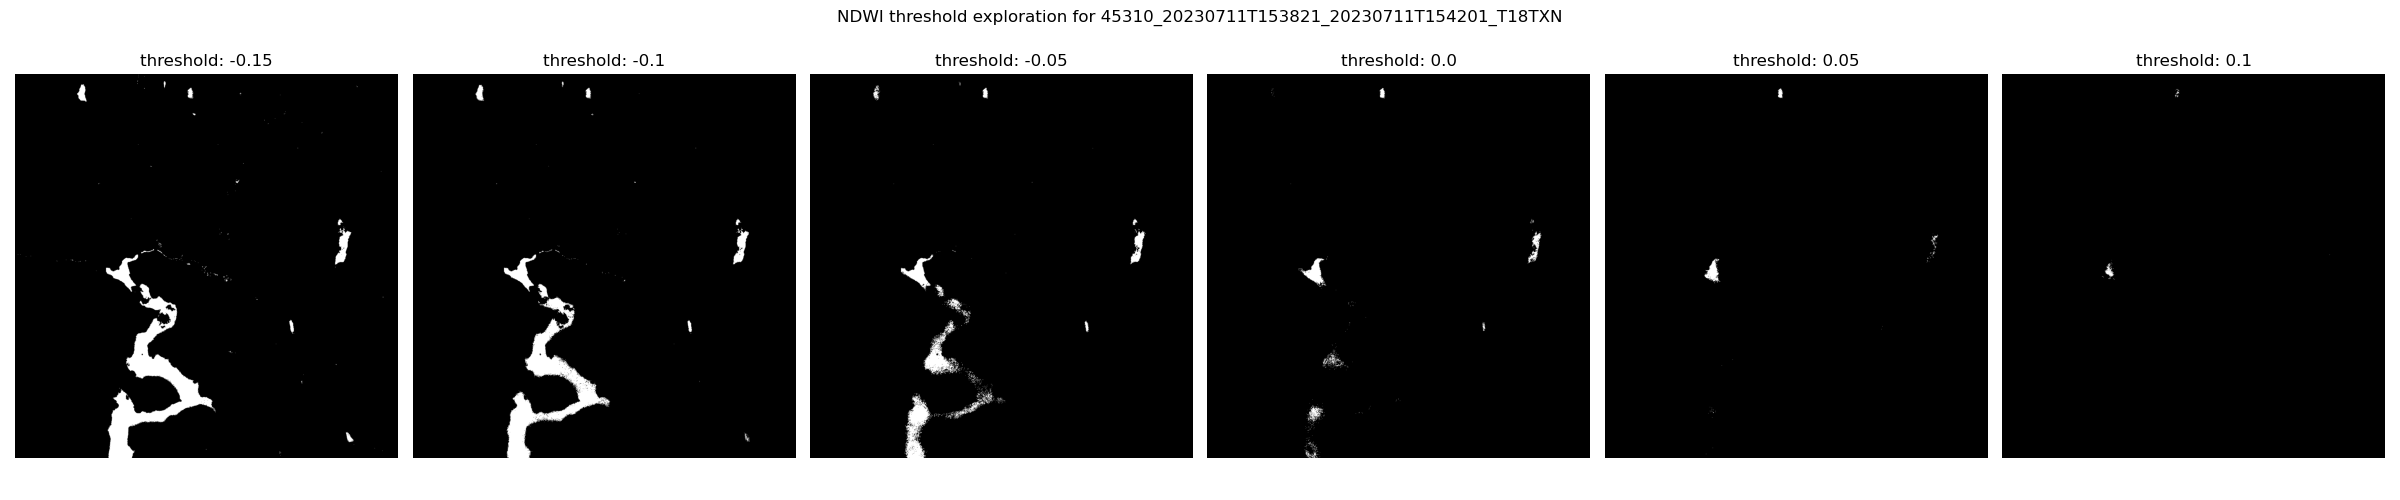 NDWI threshold exploration for 45310_20230711T153821_20230711T154201_T18TXN
threshold: -0.15
threshold: -0.1
threshold: -0.05
threshold: 0.0
threshold: 0.05
threshold: 0.1